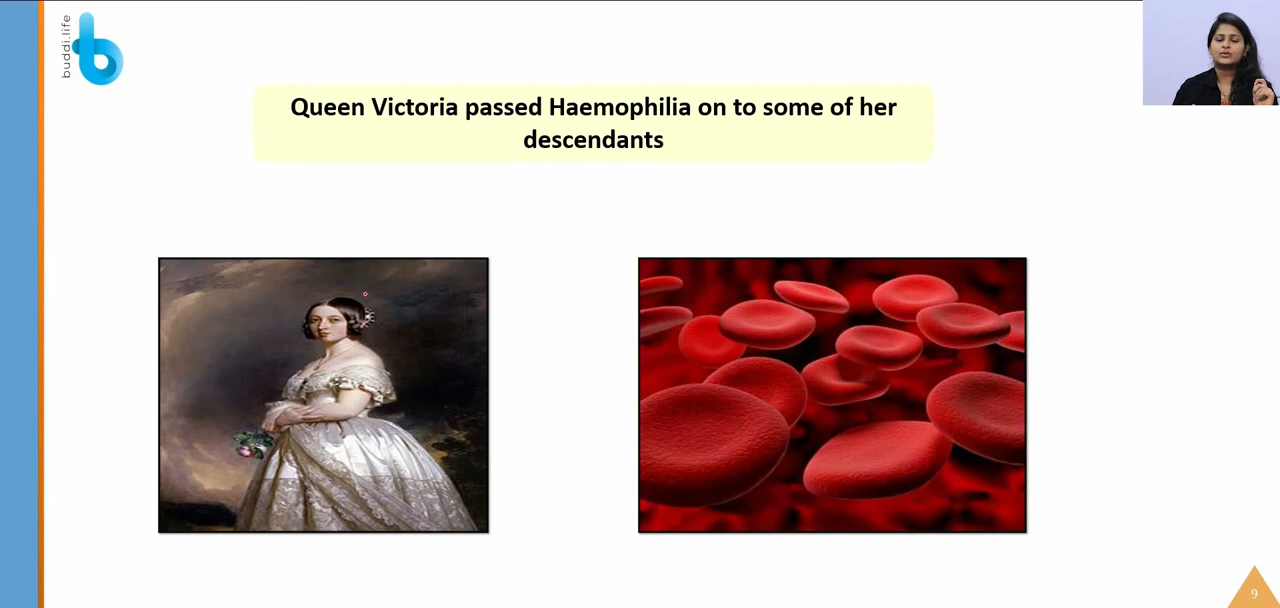 buddi.life
Queen Victoria passed Haemophilia on to some of her
descendants
9